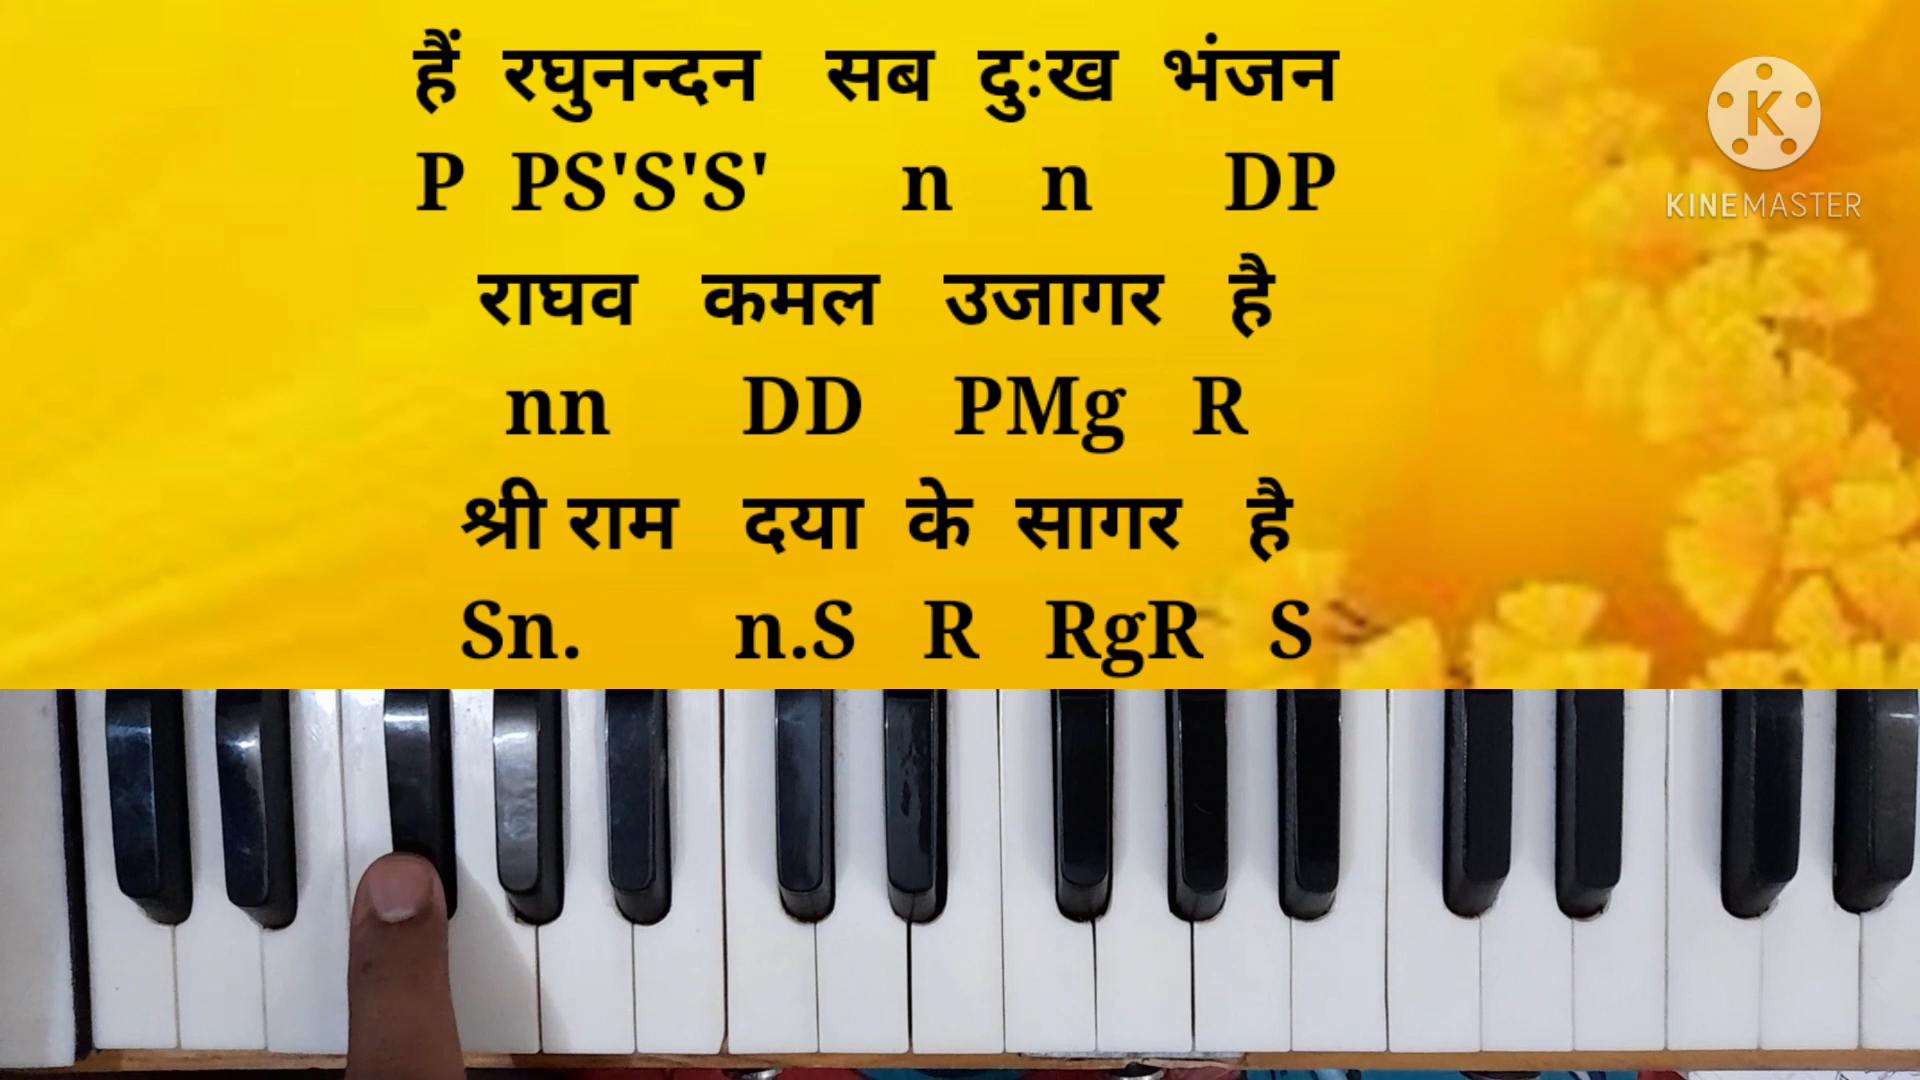 हैं रघुनन्दन सब दुःख भंजन
P PS'S'S' n n DP
राघव कमल उजागर है
nn DD PMg R
श्री राम दया के सागर है
Sn. n.S R RgR S
K
KINEMASTER